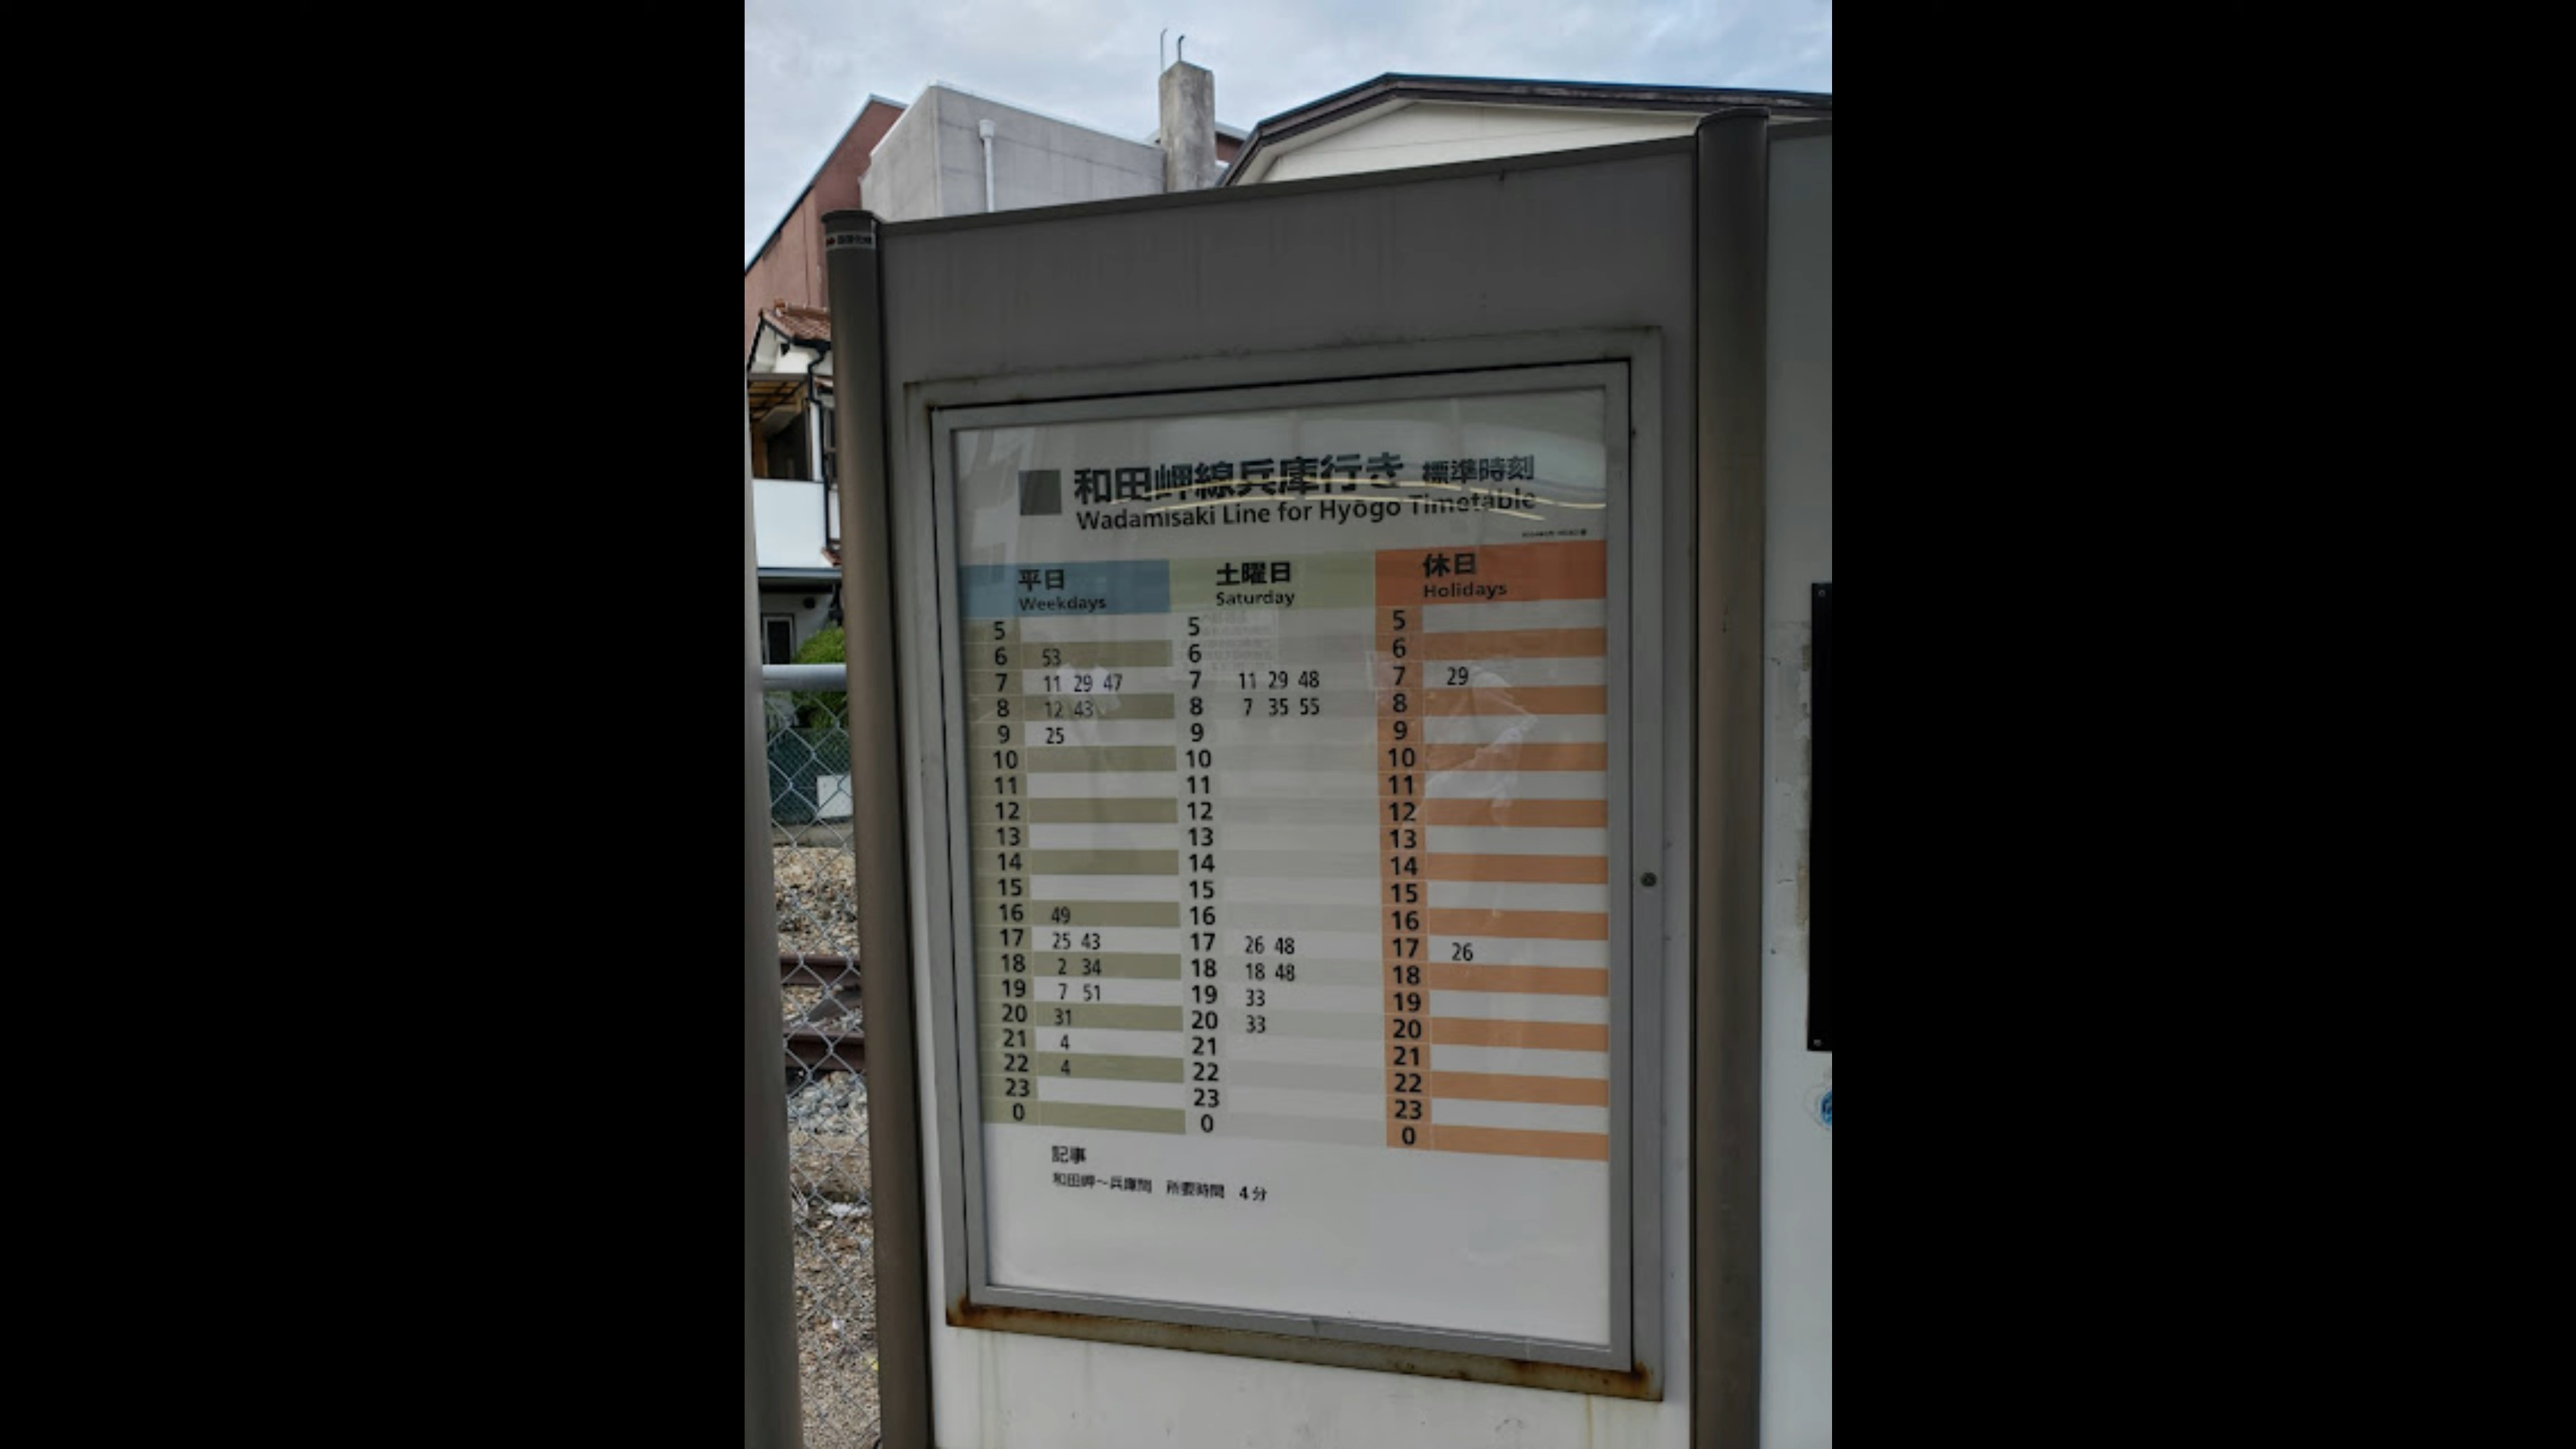 和田岬線兵庫行き 標準時刻
Wadamisaki Line for Hyōgo Timetable
平日 土曜日 休日
Weekdays Saturday Holidays
5 5 5
6 53 6 6
7 11 29 47 7 11 29 48 7 29
8 12 43 8 7 35 55 8
9 25 9 9
10 10 10
11 11 11
12 12 12
13 13 13
14 14 14
15 15 15
16 49 16 16
17 25 43 17 26 48 17 26
18 2 34 18 18 48 18
19 7 51 19 33 19
20 31 20 33 20
21 4 21 21
22 4 22 22
23 23 23
0 0 0
記事
和田岬～兵庫間 所要時間 4分